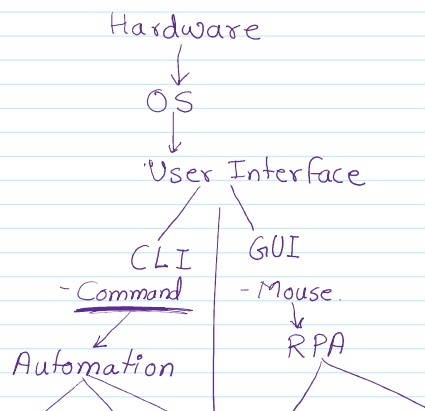 Hardware
OS
User Interface
CLI
GUI
- Command
- Mouse.
Automation
RPA